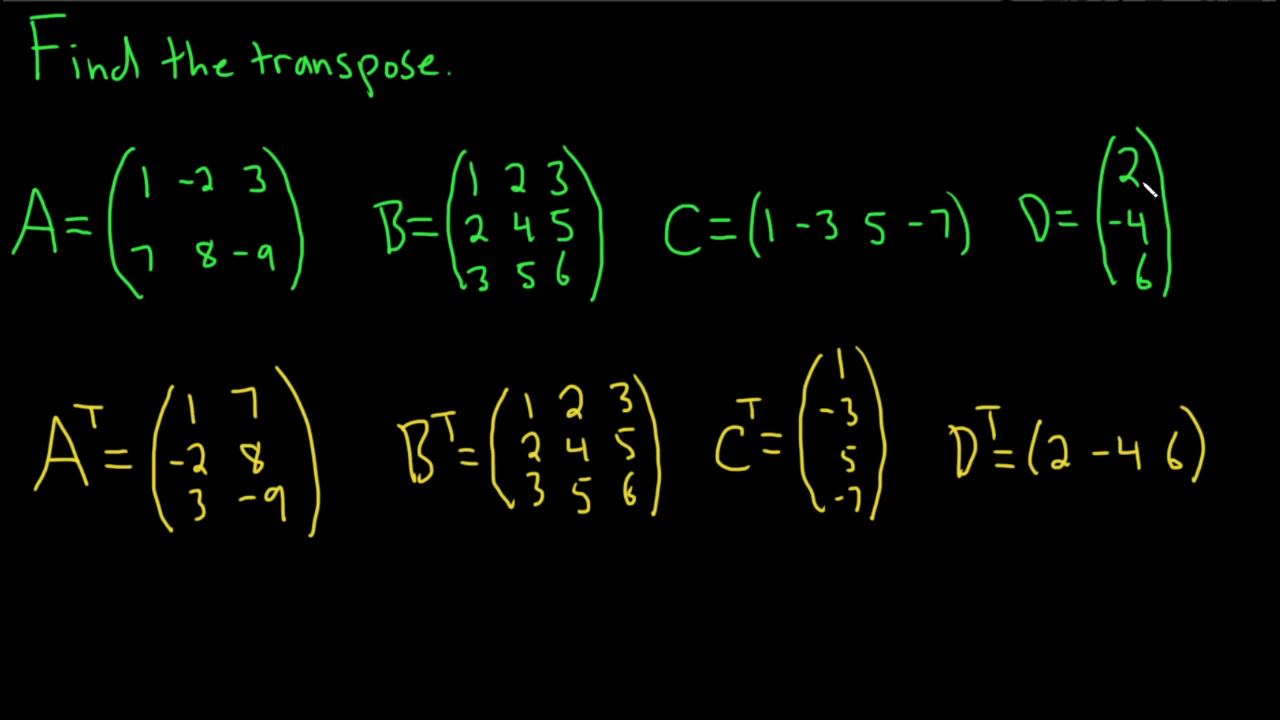 Find the transpose.
A = ( 1 -2 3
7 8 -9 )
B = ( 1 2 3
2 4 5
3 5 6 )
C = ( 1 -3 5 -7 )
D = ( 2
-4
6 )
A^T = ( 1 7
-2 8
3 -9 )
B^T = ( 1 2 3
2 4 5
3 5 6 )
C^T = ( 1
-3
5
-7 )
D^T = ( 2 -4 6 )